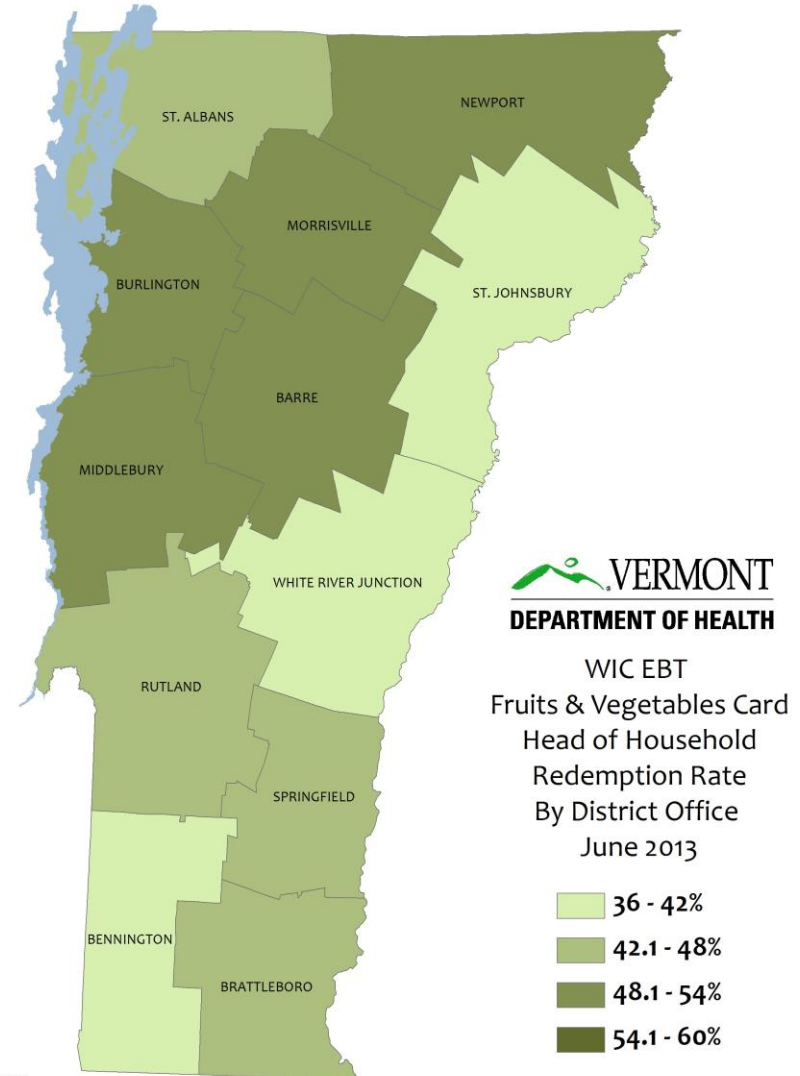 ST. ALBANS
NEWPORT
MORRISVILLE
BURLINGTON
ST. JOHNSBURY
BARRE
MIDDLEBURY
WHITE RIVER JUNCTION
RUTLAND
SPRINGFIELD
BENNINGTON
BRATTLEBORO
VERMONT
DEPARTMENT OF HEALTH
WIC EBT
Fruits & Vegetables Card
Head of Household
Redemption Rate
By District Office
June 2013
36 - 42%
42.1 - 48%
48.1 - 54%
54.1 - 60%